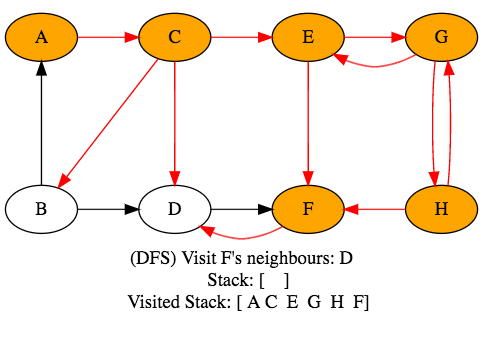 A C E G
B D F H
(DFS) Visit F's neighbours: D
Stack: [ ]
Visited Stack: [ A C E G H F]